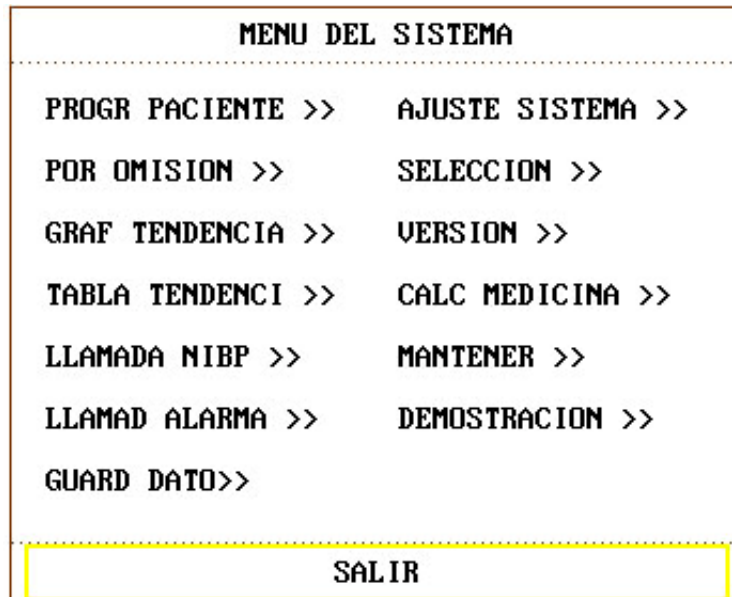 MENU DEL SISTEMA
PROGR PACIENTE >> AJUSTE SISTEMA >>
POR OMISION >> SELECCION >>
GRAF TENDENCIA >> VERSION >>
TABLA TENDENCI >> CALC MEDICINA >>
LLAMADA NIBP >> MANTENER >>
LLAMAD ALARMA >> DEMOSTRACION >>
GUARD DATO>>
SALIR